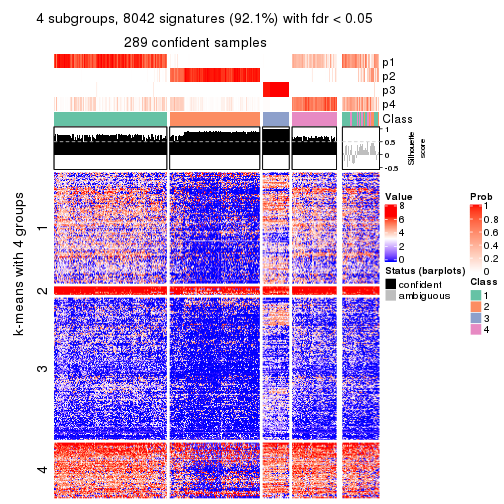 4 subgroups, 8042 signatures (92.1%) with fdr < 0.05
289 confident samples
p1
p2
p3
p4
Class
1
0.5
0
-0.5
Silhouette
score
k-means with 4 groups
1
2
3
4
Value
8
6
4
2
0
Status (barplots)
confident
ambiguous
Prob
1
0.8
0.6
0.4
0.2
0
Class
1
2
3
4